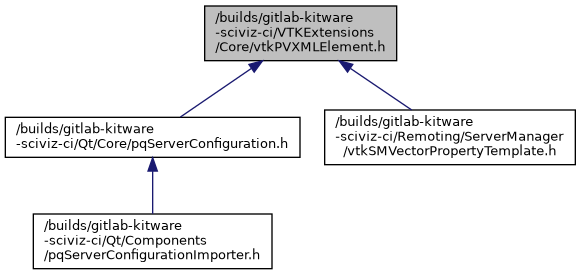 /builds/gitlab-kitware
-sciviz-ci/VTKExtensions
/Core/vtkPVXMLElement.h
/builds/gitlab-kitware
-sciviz-ci/Qt/Core/pqServerConfiguration.h
/builds/gitlab-kitware
-sciviz-ci/Remoting/ServerManager
/vtkSMVectorPropertyTemplate.h
/builds/gitlab-kitware
-sciviz-ci/Qt/Components
/pqServerConfigurationImporter.h